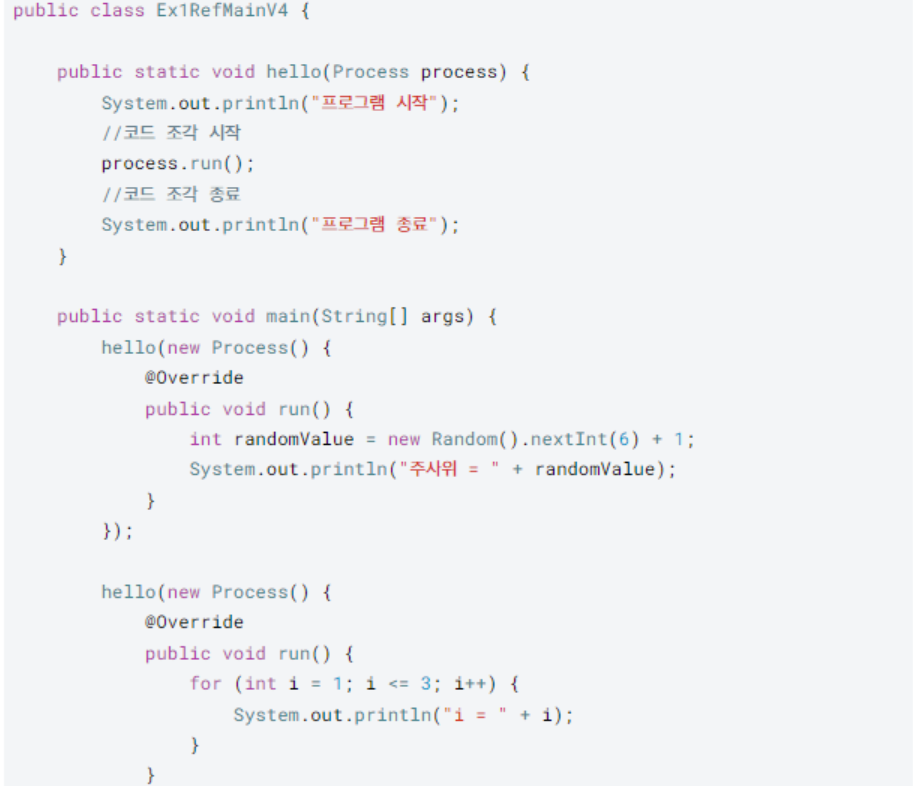 public class Ex1RefMainV4 {
public static void hello(Process process) {
System.out.println("프로그램 시작");
//코드 조각 시작
process.run();
//코드 조각 종료
System.out.println("프로그램 종료");
}
public static void main(String[] args) {
hello(new Process() {
@Override
public void run() {
int randomValue = new Random().nextInt(6) + 1;
System.out.println("주사위 = " + randomValue);
}
});
hello(new Process() {
@Override
public void run() {
for (int i = 1; i <= 3; i++) {
System.out.println("i = " + i);
}
}